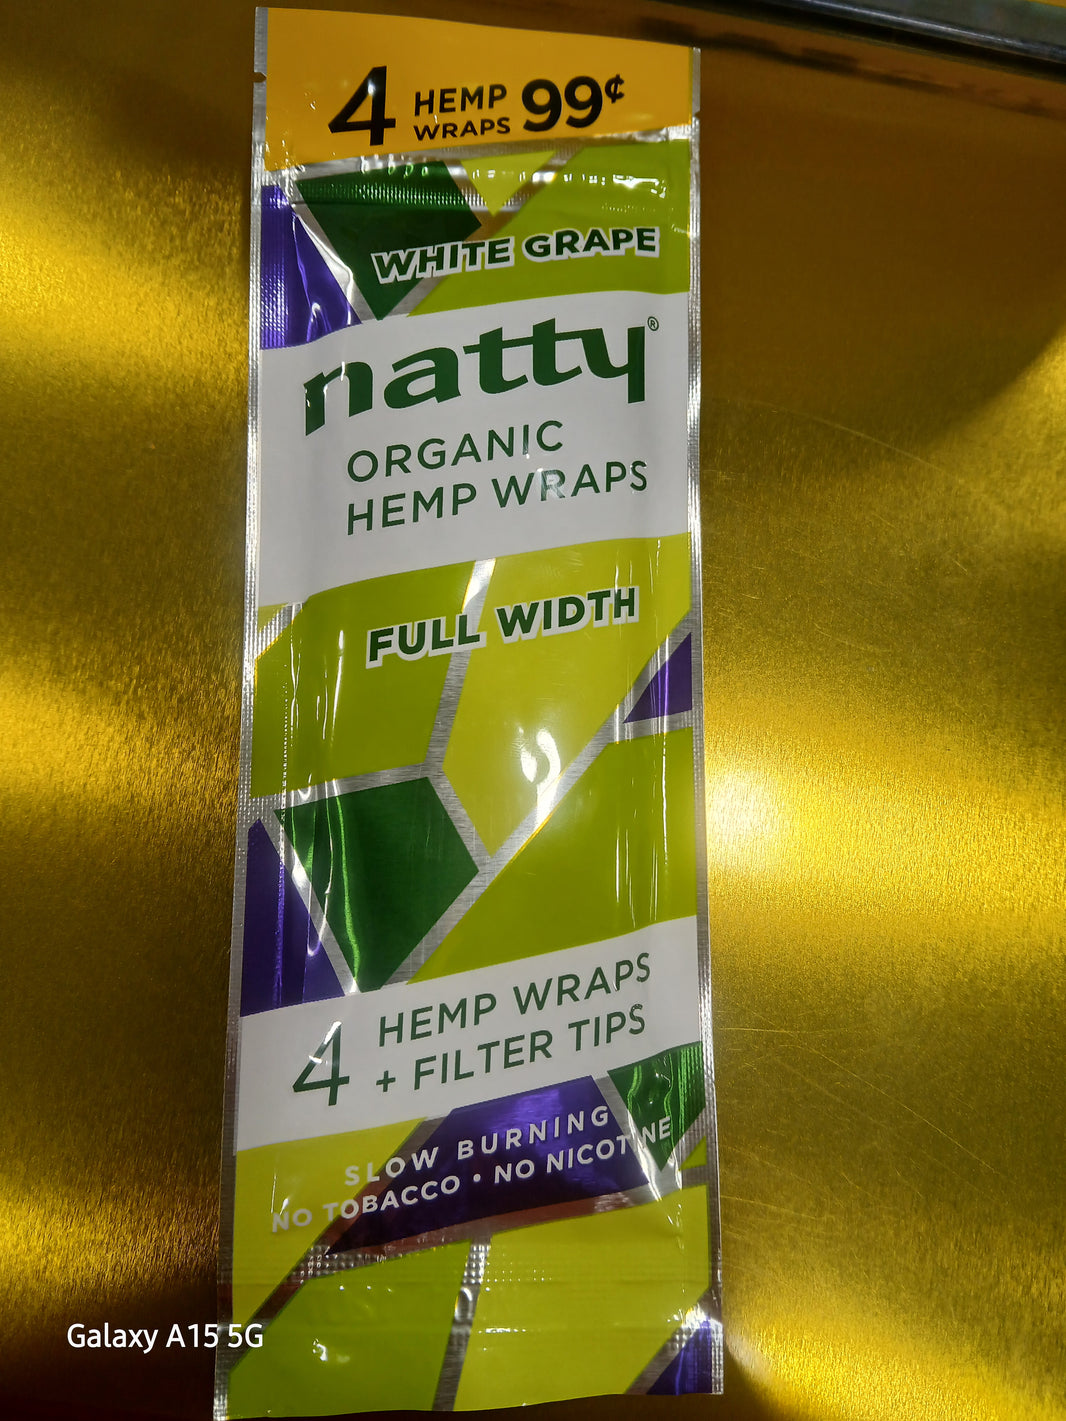 4 HEMP WRAPS 99¢
WHITE GRAPE
natty®
ORGANIC
HEMP WRAPS
FULL WIDTH
4 HEMP WRAPS
+ FILTER TIPS
SLOW BURNING
NO TOBACCO • NO NICOTINE
Galaxy A15 5G